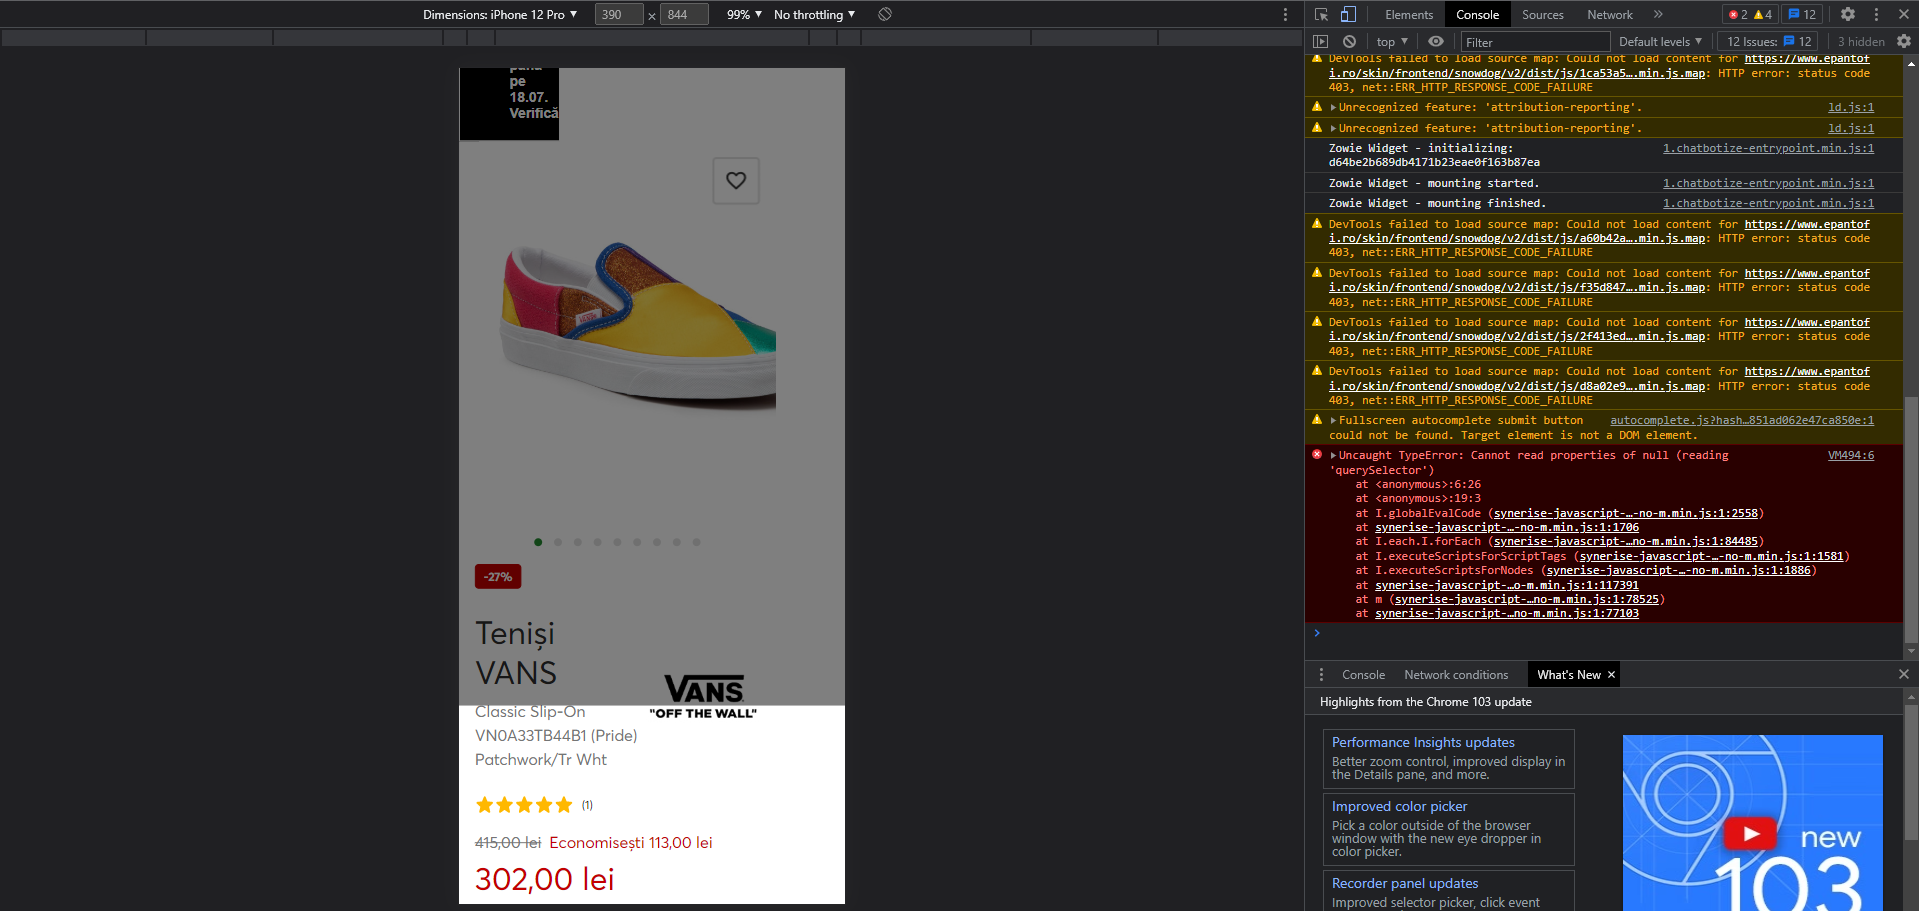 Dimensions: iPhone 12 Pro ▼ 390 × 844 99% ▼ No throttling ▼
Elements Console Sources Network » 2 4 12
top ▼ Filter Default levels ▼ 12 Issues: 12 3 hidden
până
pe
18.07.
Verifică
-27%
Teniși
VANS
VANS
"OFF THE WALL"
Classic Slip-On
VN0A33TB44B1 (Pride)
Patchwork/Tr Wht
(1)
415,00 lei Economisești 113,00 lei
302,00 lei
DevTools failed to load source map: Could not load content for https://www.epantof
i.ro/skin/frontend/snowdog/v2/dist/js/1ca53a5….min.js.map: HTTP error: status code
403, net::ERR_HTTP_RESPONSE_CODE_FAILURE
Unrecognized feature: 'attribution-reporting'. ld.js:1
Unrecognized feature: 'attribution-reporting'. ld.js:1
Zowie Widget - initializing: 1.chatbotize-entrypoint.min.js:1
d64be2b689db4171b23eae0f163b87ea
Zowie Widget - mounting started. 1.chatbotize-entrypoint.min.js:1
Zowie Widget - mounting finished. 1.chatbotize-entrypoint.min.js:1
DevTools failed to load source map: Could not load content for https://www.epantof
i.ro/skin/frontend/snowdog/v2/dist/js/a60b42a….min.js.map: HTTP error: status code
403, net::ERR_HTTP_RESPONSE_CODE_FAILURE
DevTools failed to load source map: Could not load content for https://www.epantof
i.ro/skin/frontend/snowdog/v2/dist/js/f35d847….min.js.map: HTTP error: status code
403, net::ERR_HTTP_RESPONSE_CODE_FAILURE
DevTools failed to load source map: Could not load content for https://www.epantof
i.ro/skin/frontend/snowdog/v2/dist/js/2f413ed….min.js.map: HTTP error: status code
403, net::ERR_HTTP_RESPONSE_CODE_FAILURE
DevTools failed to load source map: Could not load content for https://www.epantof
i.ro/skin/frontend/snowdog/v2/dist/js/d8a02e9….min.js.map: HTTP error: status code
403, net::ERR_HTTP_RESPONSE_CODE_FAILURE
Fullscreen autocomplete submit button autocomplete.js?hash…851ad062e47ca850e:1
could not be found. Target element is not a DOM element.
Uncaught TypeError: Cannot read properties of null (reading VM494:6
'querySelector')
at <anonymous>:6:26
at <anonymous>:19:3
at I.globalEvalCode (synerise-javascript-…-no-m.min.js:1:2558)
at synerise-javascript-…-no-m.min.js:1:1706
at I.each.I.forEach (synerise-javascript-…-no-m.min.js:1:84485)
at I.executeScriptsForScriptTags (synerise-javascript-…-no-m.min.js:1:1581)
at I.executeScriptsForNodes (synerise-javascript-…-no-m.min.js:1:1886)
at synerise-javascript-…o-m.min.js:1:117391
at m (synerise-javascript-…no-m.min.js:1:78525)
at synerise-javascript-…no-m.min.js:1:77103
Console Network conditions What's New ×
Highlights from the Chrome 103 update
Performance Insights updates
Better zoom control, improved display in
the Details pane, and more.
Improved color picker
Pick a color outside of the browser
window with the new eye dropper in
color picker.
Recorder panel updates
Improved selector picker, click event
new
103